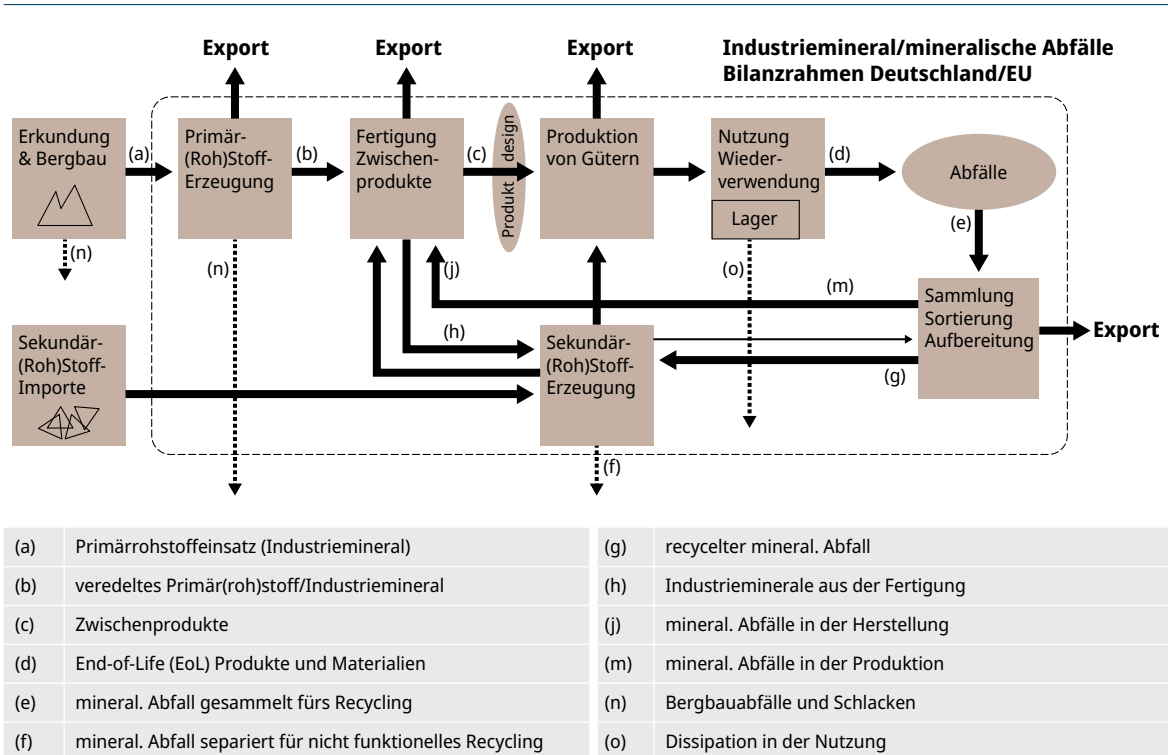 Export
Export
Export
Industriemineral/mineralische Abfälle
Bilanzrahmen Deutschland/EU
Erkundung
& Bergbau
(a)
Primär-
(Roh)Stoff-
Erzeugung
(b)
Fertigung
Zwischen-
produkte
(c)
Produkt design
Produktion
von Gütern
Nutzung
Wieder-
verwendung
Lager
(d)
Abfälle
(e)
(n)
(n)
(j)
(o)
(m)
Sammlung
Sortierung
Aufbereitung
Export
Sekundär-
(Roh)Stoff-
Importe
(h)
Sekundär-
(Roh)Stoff-
Erzeugung
(g)
(f)
(a) Primärrohstoffeinsatz (Industriemineral)
(b) veredeltes Primär(roh)stoff/Industriemineral
(c) Zwischenprodukte
(d) End-of-Life (EoL) Produkte und Materialien
(e) mineral. Abfall gesammelt fürs Recycling
(f) mineral. Abfall separiert für nicht funktionelles Recycling
(g) recycelter mineral. Abfall
(h) Industrieminerale aus der Fertigung
(j) mineral. Abfälle in der Herstellung
(m) mineral. Abfälle in der Produktion
(n) Bergbauabfälle und Schlacken
(o) Dissipation in der Nutzung